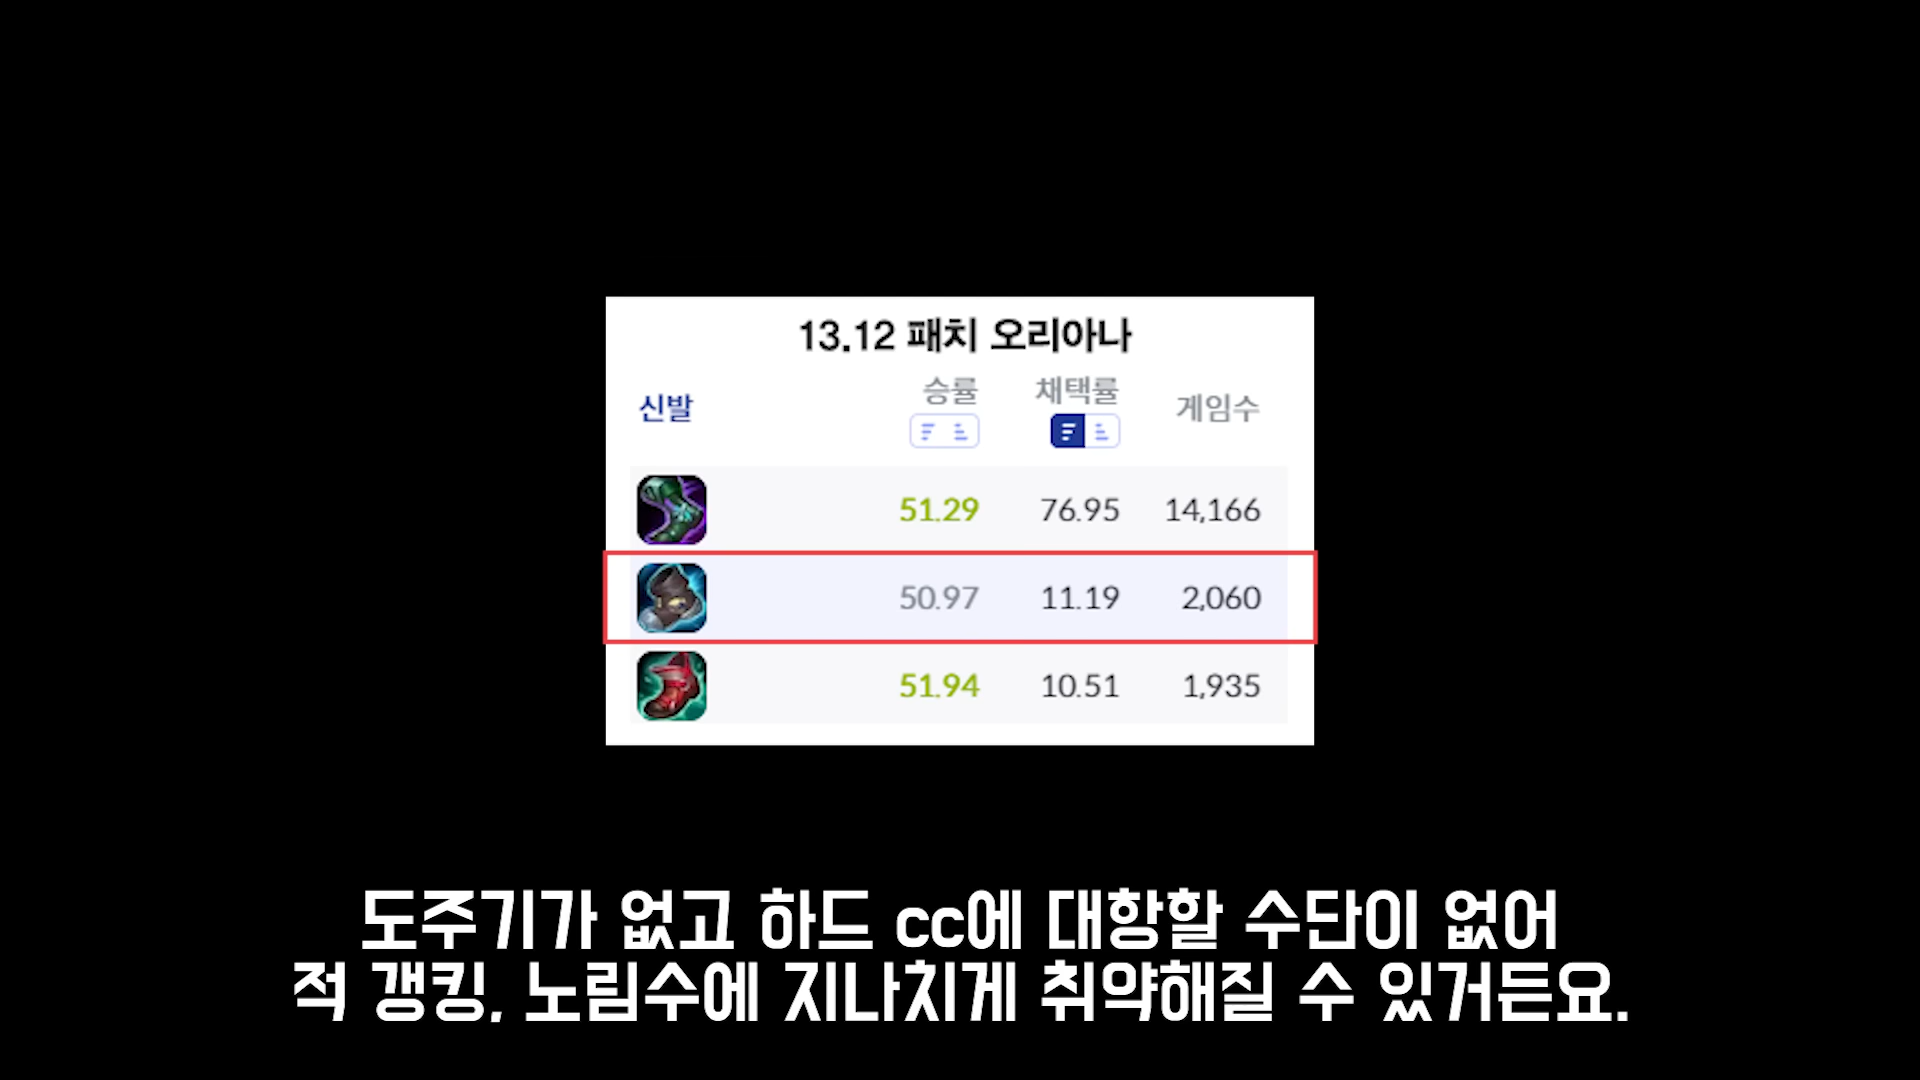 13.12 패치 오리아나
신발 승률 채택률 게임수
51.29 76.95 14,166
50.97 11.19 2,060
51.94 10.51 1,935
도주기가 없고 하드 cc에 대항할 수단이 없어
적 갱킹, 노림수에 지나치게 취약해질 수 있거든요.